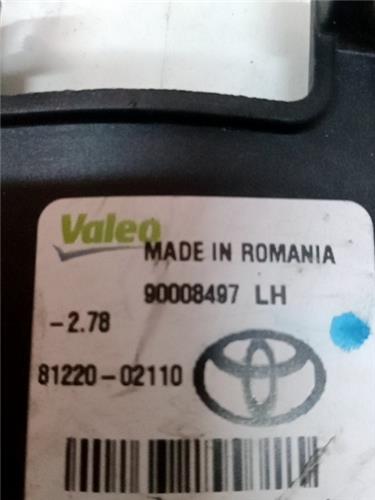 Valeo
MADE IN ROMANIA
90008497 LH
-2.78
81220-02110